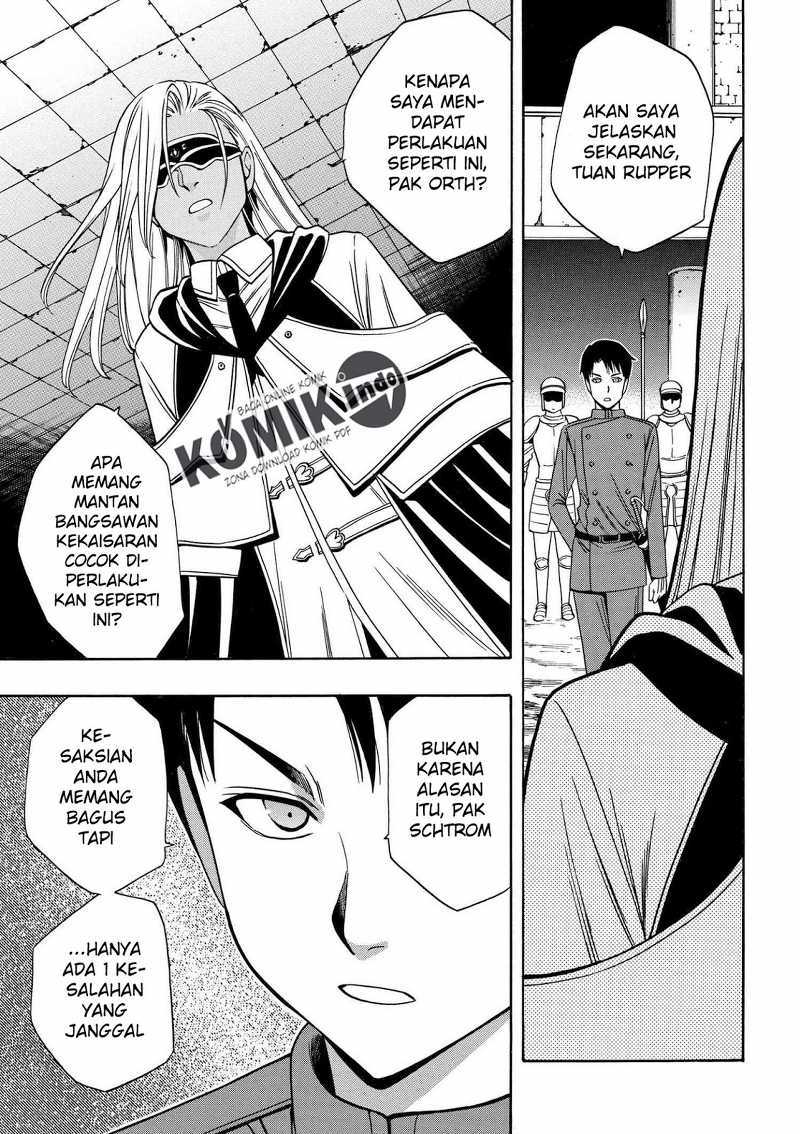 AKAN SAYA
JELASKAN
SEKARANG,
TUAN RUPPER
KENAPA
SAYA MEN-
DAPAT
PERLAKUAN
SEPERTI INI,
PAK ORTH?
BACA ONLINE KOMIK
KOMIK Indo
ZONA DOWNLOAD KOMIK PDF
APA
MEMANG
MANTAN
BANGSAWAN
KEKAISARAN
COCOK DI-
PERLAKU-
KAN SEPERTI
INI?
BUKAN
KARENA
ALASAN
ITU, PAK
SCHTROM
KE-
SAKSIAN
ANDA
MEMANG
BAGUS
TAPI
...HANYA
ADA 1 KE-
SALAHAN
YANG
JANGGAL